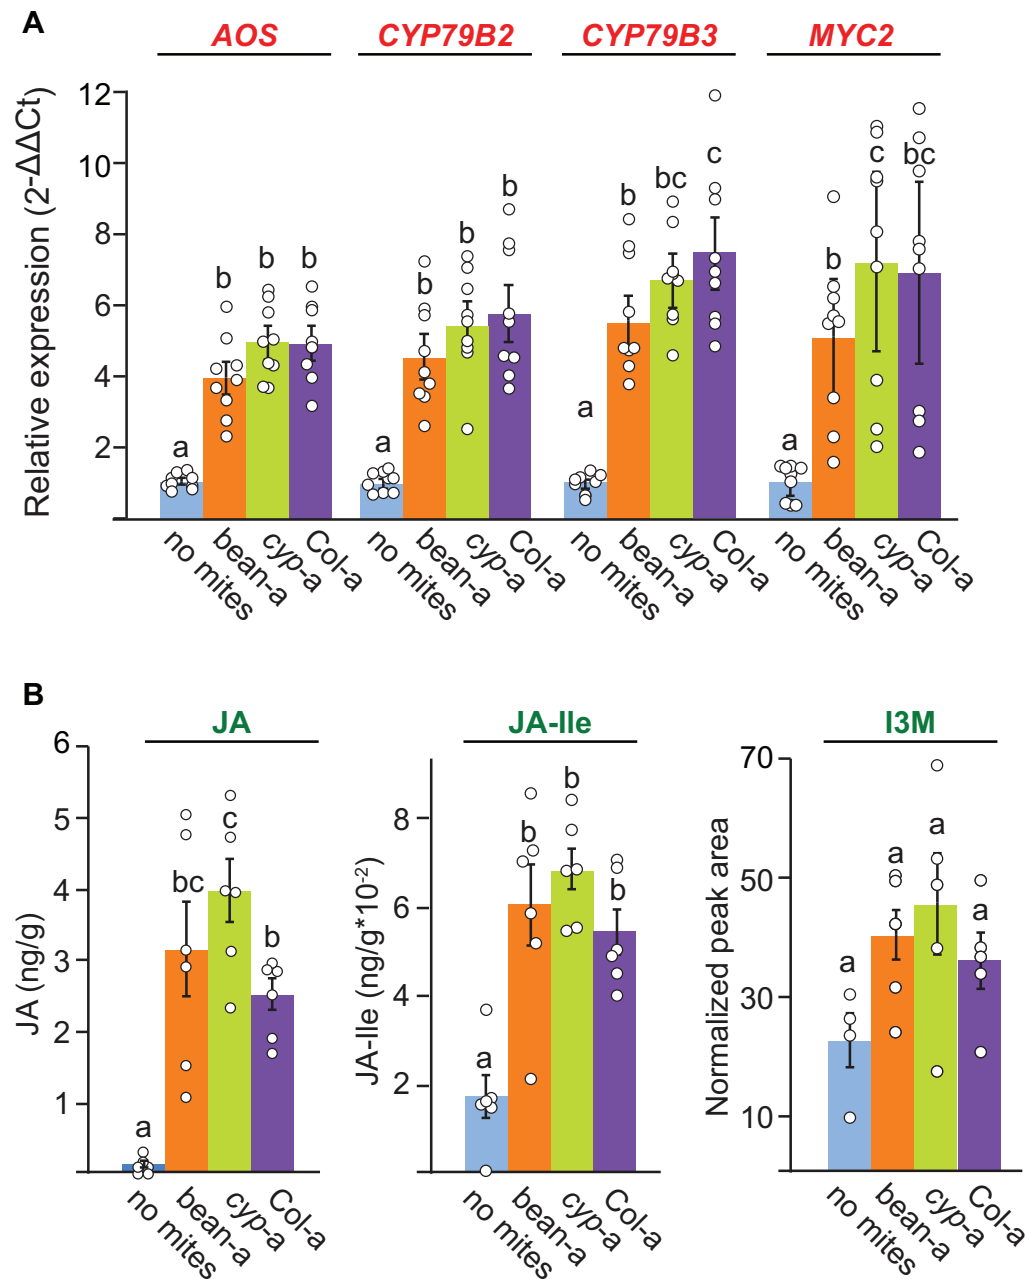 A
AOS CYP79B2 CYP79B3 MYC2
Relative expression (2-ΔΔCt)
12
10
8
6
4
2
a b b b
a b b b
a b bc c
a b c bc
no mites bean-a cyp-a Col-a
no mites bean-a cyp-a Col-a
no mites bean-a cyp-a Col-a
no mites bean-a cyp-a Col-a
B
JA
JA (ng/g)
6
5
4
3
2
1
a bc c b
no mites bean-a cyp-a Col-a
JA-Ile
JA-Ile (ng/g*10-2)
8
6
4
2
a b b b
no mites bean-a cyp-a Col-a
I3M
Normalized peak area
70
50
30
10
a a a a
no mites bean-a cyp-a Col-a